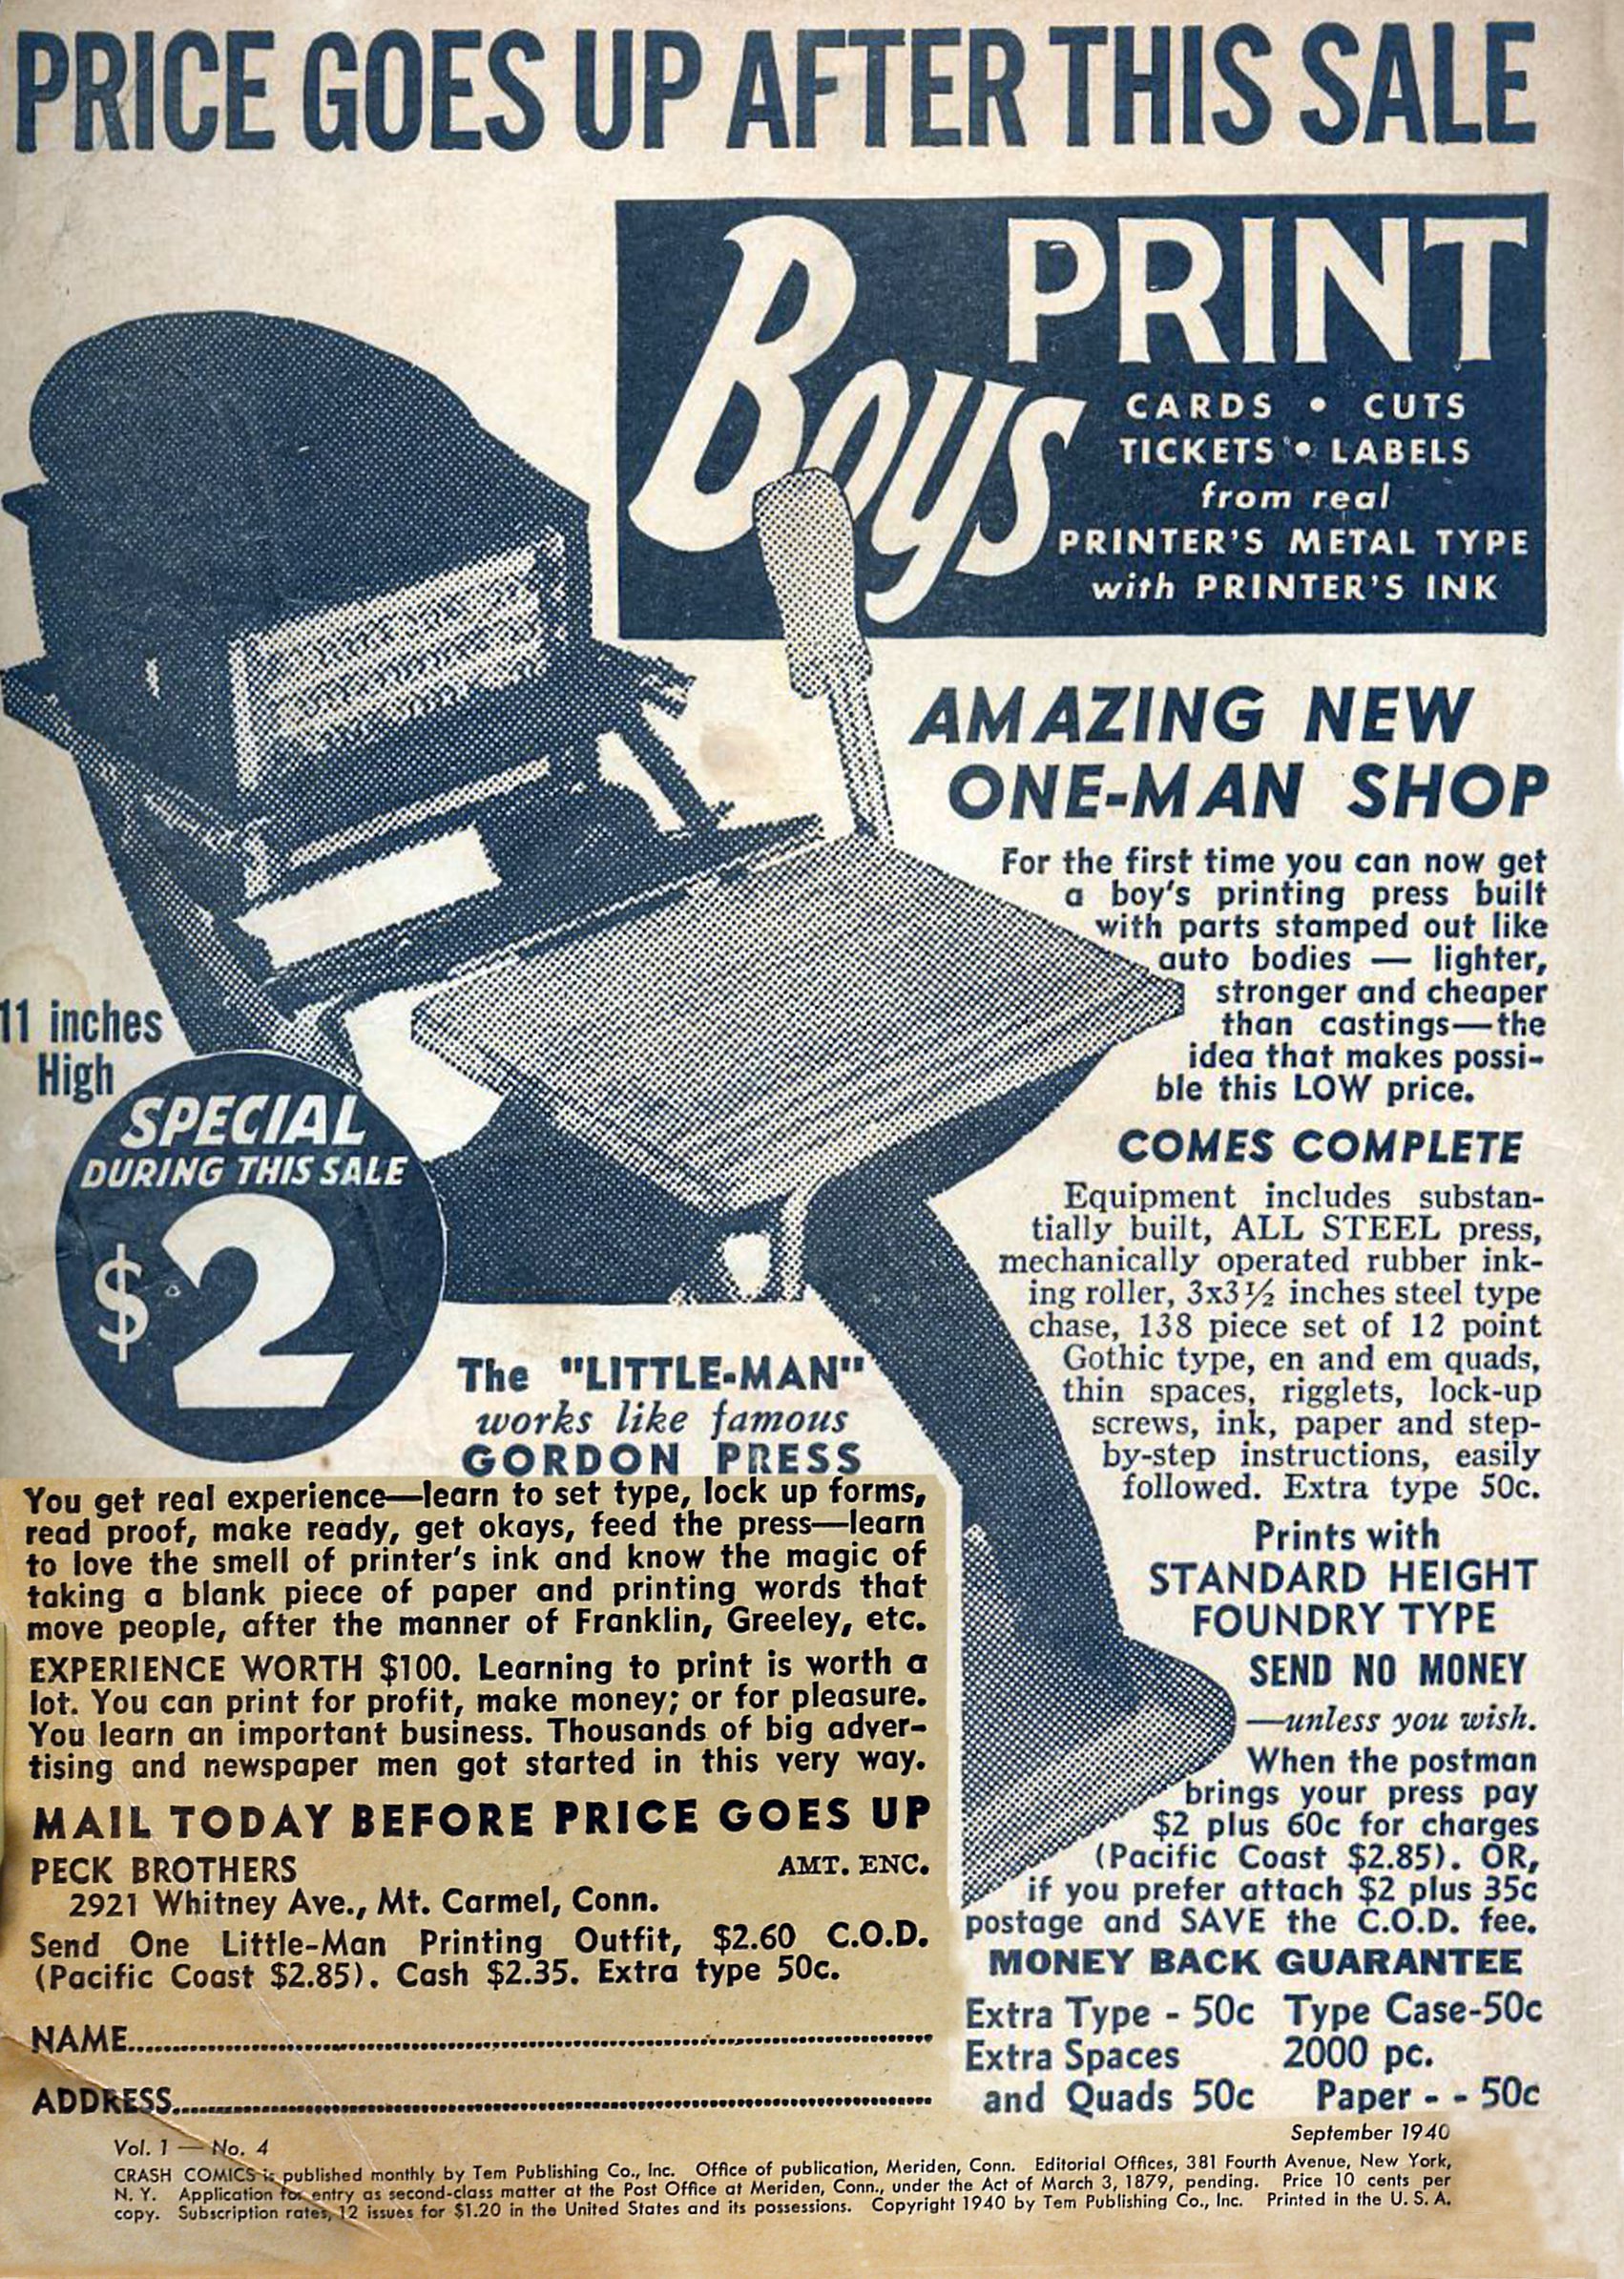 PRICE GOES UP AFTER THIS SALE
Boys PRINT
CARDS • CUTS
TICKETS • LABELS
from real
PRINTER'S METAL TYPE
with PRINTER'S INK
AMAZING NEW
ONE-MAN SHOP
For the first time you can now get
a boy's printing press built
with parts stamped out like
auto bodies — lighter,
stronger and cheaper
than castings—the
idea that makes possi-
ble this LOW price.
COMES COMPLETE
Equipment includes substan-
tially built, ALL STEEL press,
mechanically operated rubber ink-
ing roller, 3x3½ inches steel type
chase, 138 piece set of 12 point
Gothic type, en and em quads,
thin spaces, rigglets, lock-up
screws, ink, paper and step-
by-step instructions, easily
followed. Extra type 50c.
Prints with
STANDARD HEIGHT
FOUNDRY TYPE
SEND NO MONEY
—unless you wish.
When the postman
brings your press pay
$2 plus 60c for charges
(Pacific Coast $2.85). OR,
if you prefer attach $2 plus 35c
postage and SAVE the C.O.D. fee.
MONEY BACK GUARANTEE
Extra Type - 50c Type Case-50c
Extra Spaces 2000 pc.
and Quads 50c Paper - - 50c
11 inches
High
SPECIAL
DURING THIS SALE
$2
The "LITTLE-MAN"
works like famous
GORDON PRESS
You get real experience—learn to set type, lock up forms,
read proof, make ready, get okays, feed the press—learn
to love the smell of printer's ink and know the magic of
taking a blank piece of paper and printing words that
move people, after the manner of Franklin, Greeley, etc.
EXPERIENCE WORTH $100. Learning to print is worth a
lot. You can print for profit, make money; or for pleasure.
You learn an important business. Thousands of big adver-
tising and newspaper men got started in this very way.
MAIL TODAY BEFORE PRICE GOES UP
PECK BROTHERS AMT. ENC.
2921 Whitney Ave., Mt. Carmel, Conn.
Send One Little-Man Printing Outfit, $2.60 C.O.D.
(Pacific Coast $2.85). Cash $2.35. Extra type 50c.
NAME
ADDRESS
September 1940
Vol. 1 — No. 4
CRASH COMICS is published monthly by Tem Publishing Co., Inc. Office of publication, Meriden, Conn. Editorial Offices, 381 Fourth Avenue, New York,
N. Y. Application for entry as second-class matter at the Post Office at Meriden, Conn., under the Act of March 3, 1879, pending. Price 10 cents per
copy. Subscription rates, 12 issues for $1.20 in the United States and its possessions. Copyright 1940 by Tem Publishing Co., Inc. Printed in the U. S. A.